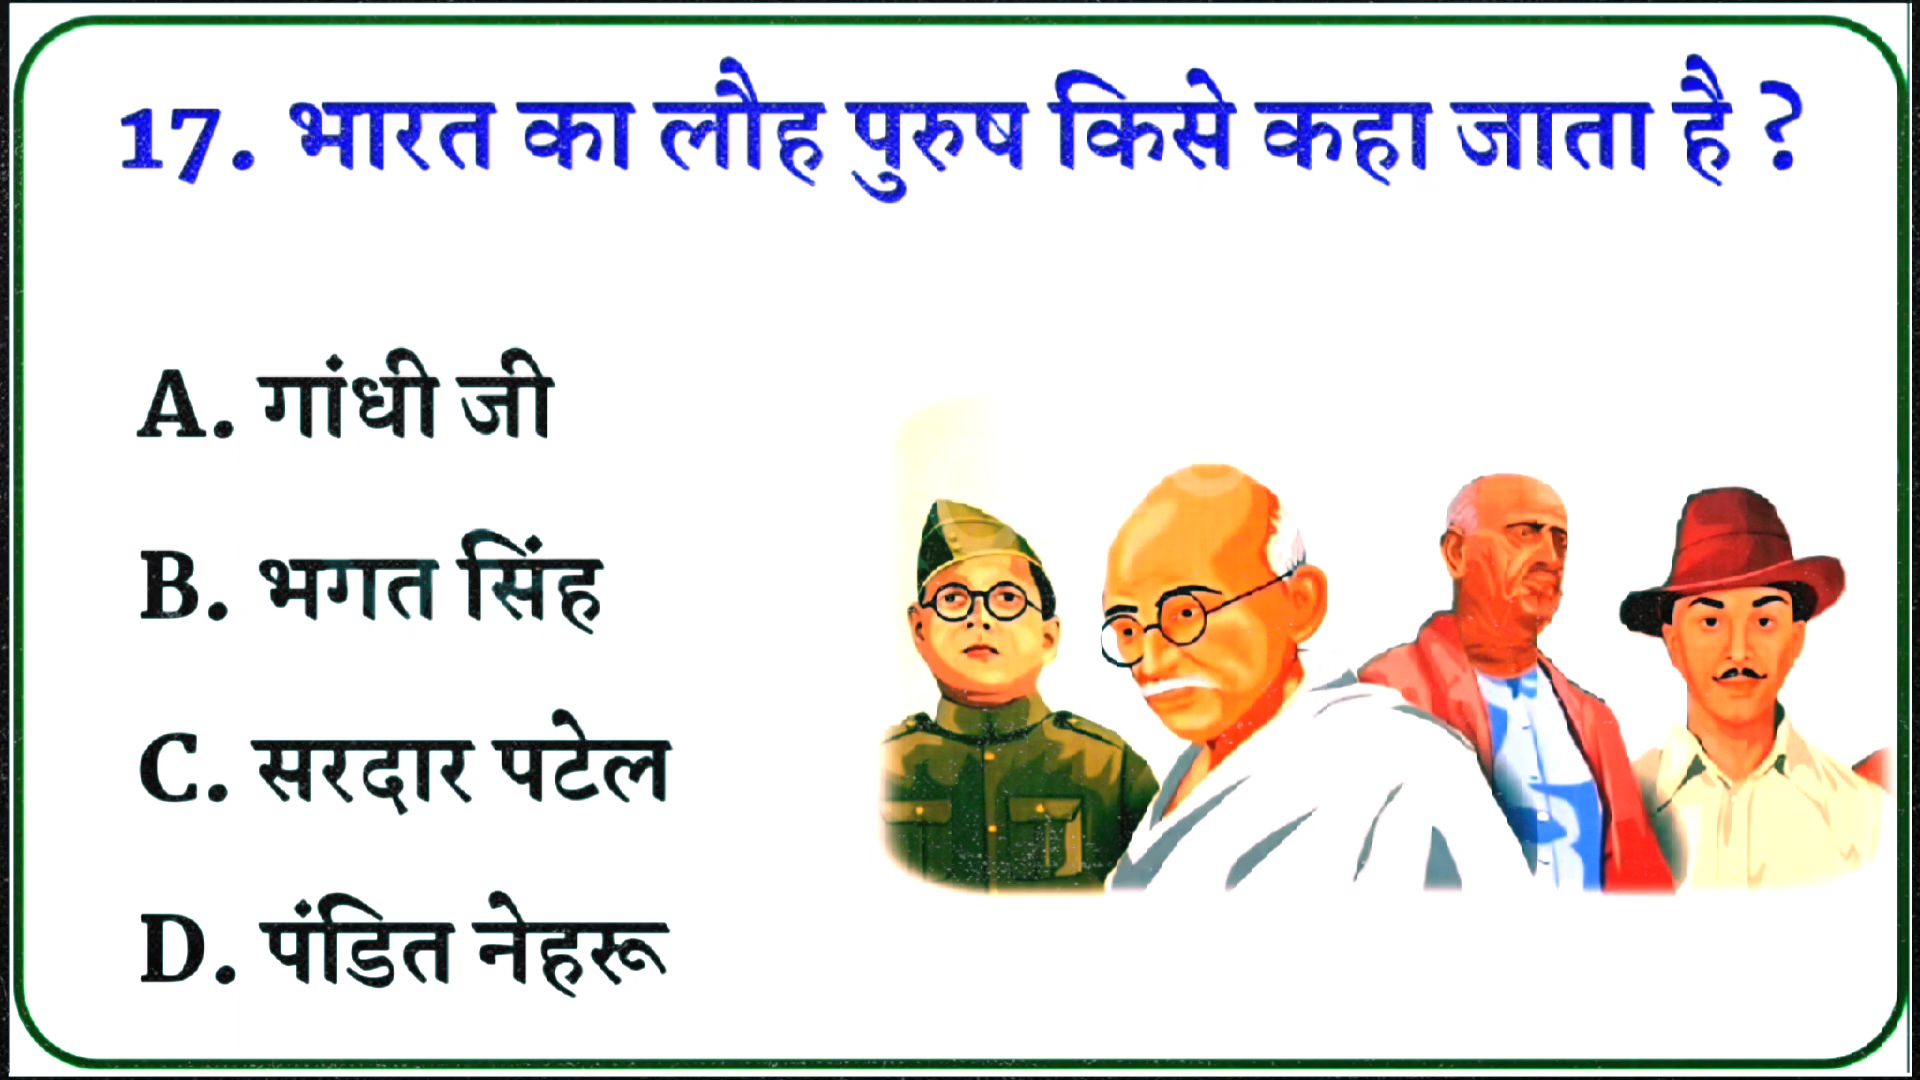 17. भारत का लौह पुरुष किसे कहा जाता है ?
A. गांधी जी
B. भगत सिंह
C. सरदार पटेल
D. पंडित नेहरू